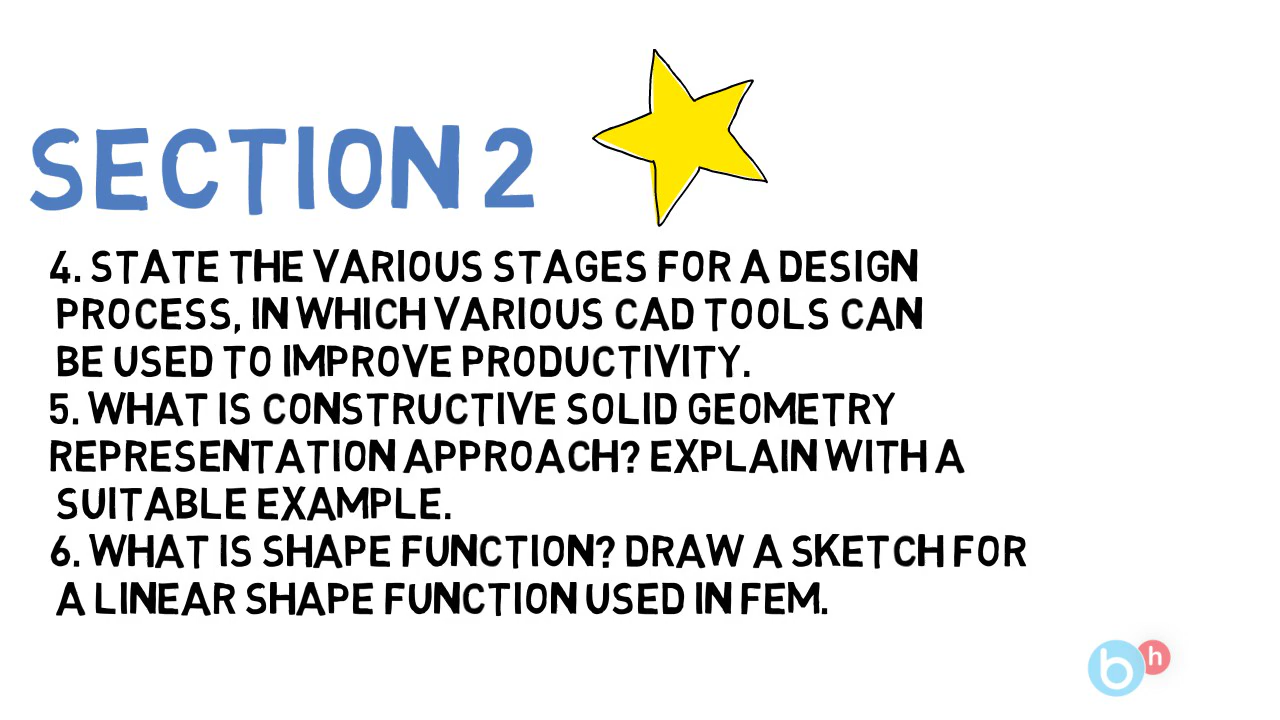 SECTION 2
4. STATE THE VARIOUS STAGES FOR A DESIGN
PROCESS, IN WHICH VARIOUS CAD TOOLS CAN
BE USED TO IMPROVE PRODUCTIVITY.
5. WHAT IS CONSTRUCTIVE SOLID GEOMETRY
REPRESENTATION APPROACH? EXPLAIN WITH A
SUITABLE EXAMPLE.
6. WHAT IS SHAPE FUNCTION? DRAW A SKETCH FOR
A LINEAR SHAPE FUNCTION USED IN FEM.
b h